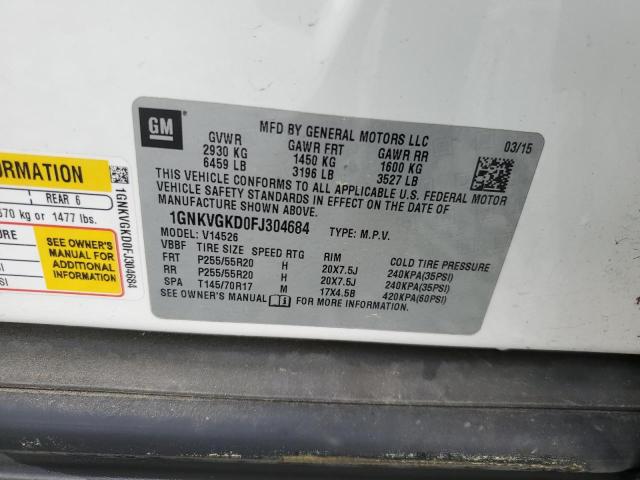 GM
MFD BY GENERAL MOTORS LLC
03/15
GVWR GAWR FRT GAWR RR
2930 KG 1450 KG 1600 KG
6459 LB 3196 LB 3527 LB
THIS VEHICLE CONFORMS TO ALL APPLICABLE U.S. FEDERAL MOTOR
VEHICLE SAFETY STANDARDS IN EFFECT ON THE DATE OF
MANUFACTURE SHOWN ABOVE.
1GNKVGKD0FJ304684 TYPE: M.P.V.
MODEL: V14526
VBBF TIRE SIZE SPEED RTG RIM COLD TIRE PRESSURE
FRT P255/55R20 H 20X7.5J 240KPA(35PSI)
RR P255/55R20 H 20X7.5J 240KPA(35PSI)
SPA T145/70R17 M 17X4.5B 420KPA(60PSI)
SEE OWNER'S MANUAL FOR ADDITIONAL INFORMATION.
ORMATION
REAR 6
670 kg or 1477 lbs.
URE
SEE OWNER'S
MANUAL FOR
ADDITIONAL
INFORMATION
SI
SI
1GNKVGKD0FJ304684